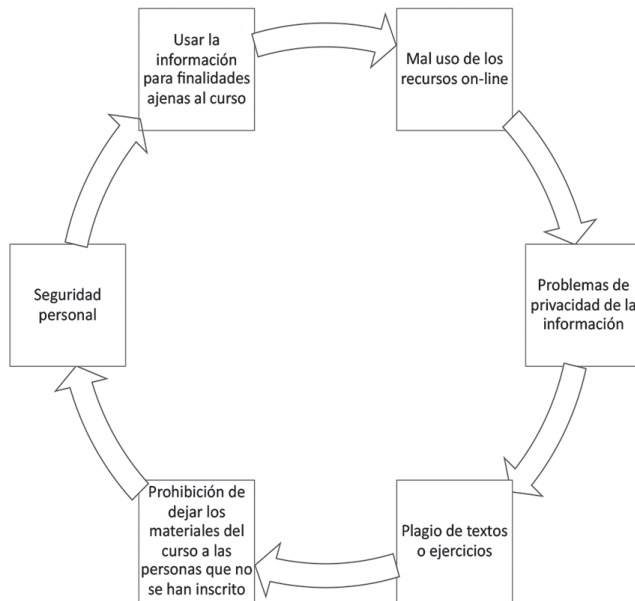 Usar la
información
para finalidades
ajenas al curso
Mal uso de los
recursos on-line
Problemas de
privacidad de la
información
Plagio de textos
o ejercicios
Prohibición de
dejar los
materiales del
curso a las
personas que no
se han inscrito
Seguridad
personal